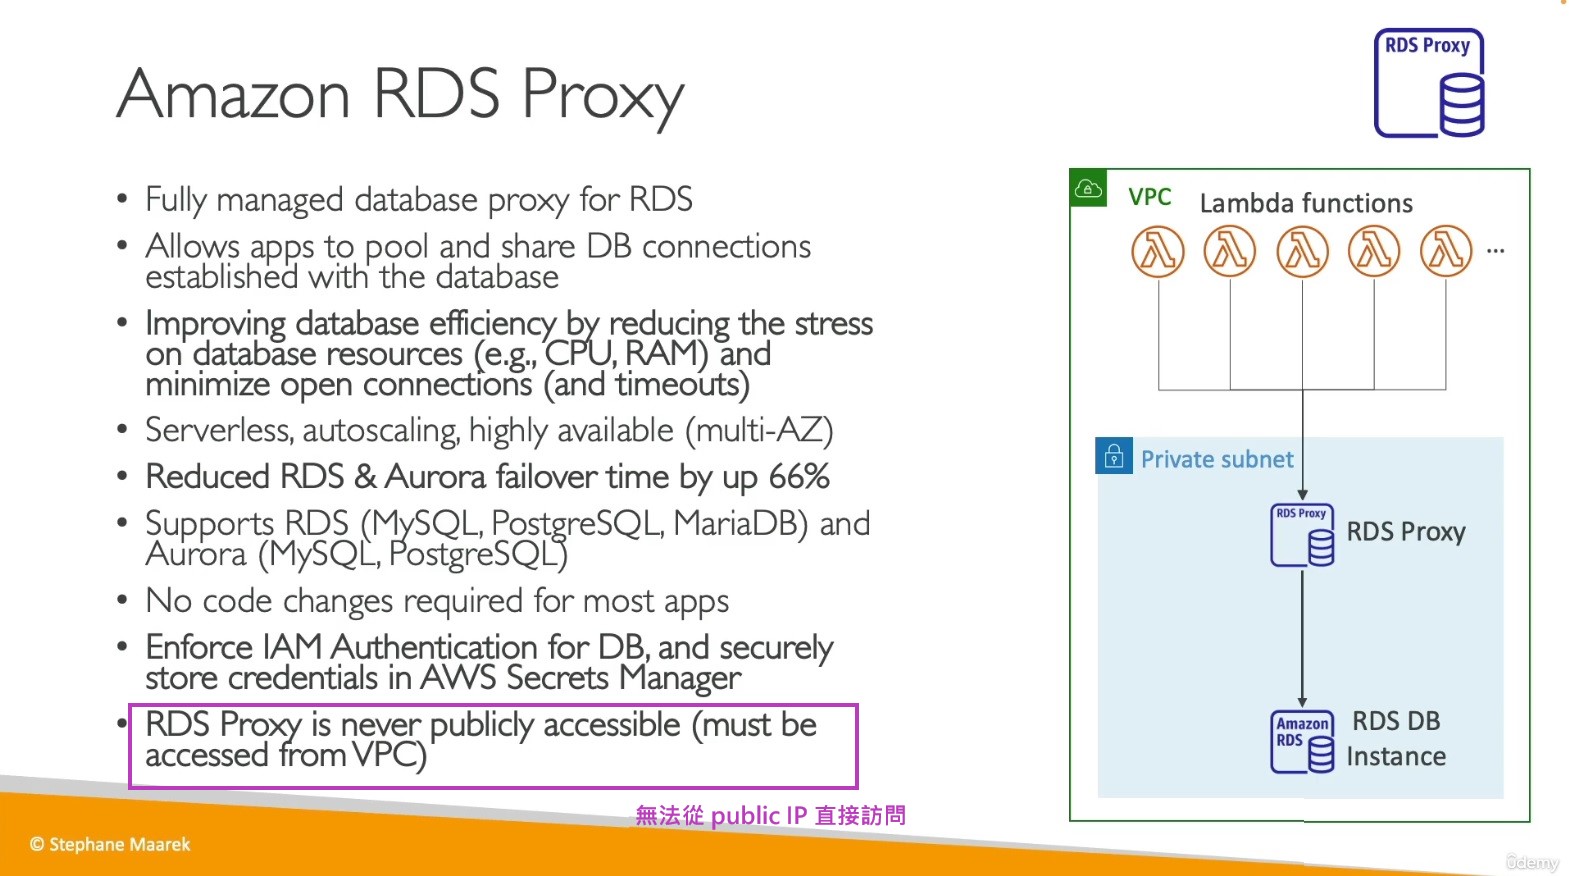 RDS Proxy
Amazon RDS Proxy
• Fully managed database proxy for RDS
• Allows apps to pool and share DB connections
established with the database
• Improving database efficiency by reducing the stress
on database resources (e.g., CPU, RAM) and
minimize open connections (and timeouts)
• Serverless, autoscaling, highly available (multi-AZ)
• Reduced RDS & Aurora failover time by up 66%
• Supports RDS (MySQL, PostgreSQL, MariaDB) and
Aurora (MySQL, PostgreSQL)
• No code changes required for most apps
• Enforce IAM Authentication for DB, and securely
store credentials in AWS Secrets Manager
• RDS Proxy is never publicly accessible (must be
accessed from VPC)
無法從 public IP 直接訪問
VPC
Lambda functions
...
Private subnet
RDS Proxy
RDS Proxy
Amazon
RDS
RDS DB
Instance
© Stephane Maarek
ûdemy